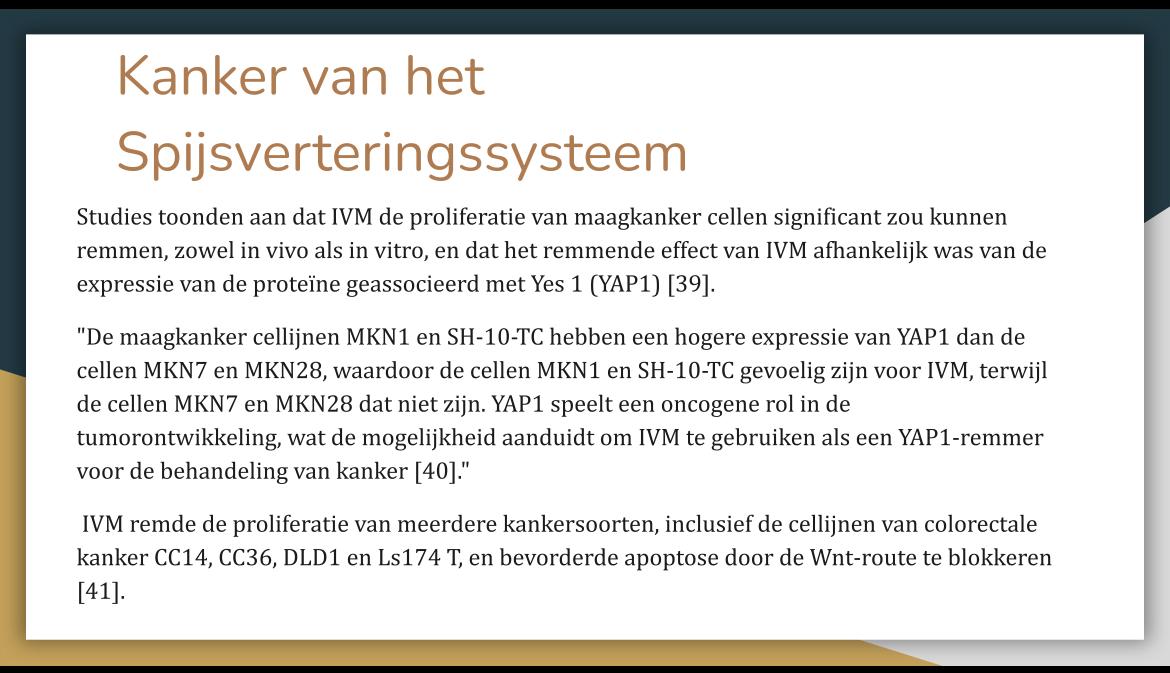 Kanker van het
Spijsverteringssysteem
Studies toonden aan dat IVM de proliferatie van maagkanker cellen significant zou kunnen
remmen, zowel in vivo als in vitro, en dat het remmende effect van IVM afhankelijk was van de
expressie van de proteïne geassocieerd met Yes 1 (YAP1) [39].
"De maagkanker cellijnen MKN1 en SH-10-TC hebben een hogere expressie van YAP1 dan de
cellen MKN7 en MKN28, waardoor de cellen MKN1 en SH-10-TC gevoelig zijn voor IVM, terwijl
de cellen MKN7 en MKN28 dat niet zijn. YAP1 speelt een oncogene rol in de
tumorontwikkeling, wat de mogelijkheid aanduidt om IVM te gebruiken als een YAP1-remmer
voor de behandeling van kanker [40]."
IVM remde de proliferatie van meerdere kankersoorten, inclusief de cellijnen van colorectale
kanker CC14, CC36, DLD1 en Ls174 T, en bevorderde apoptose door de Wnt-route te blokkeren
[41].